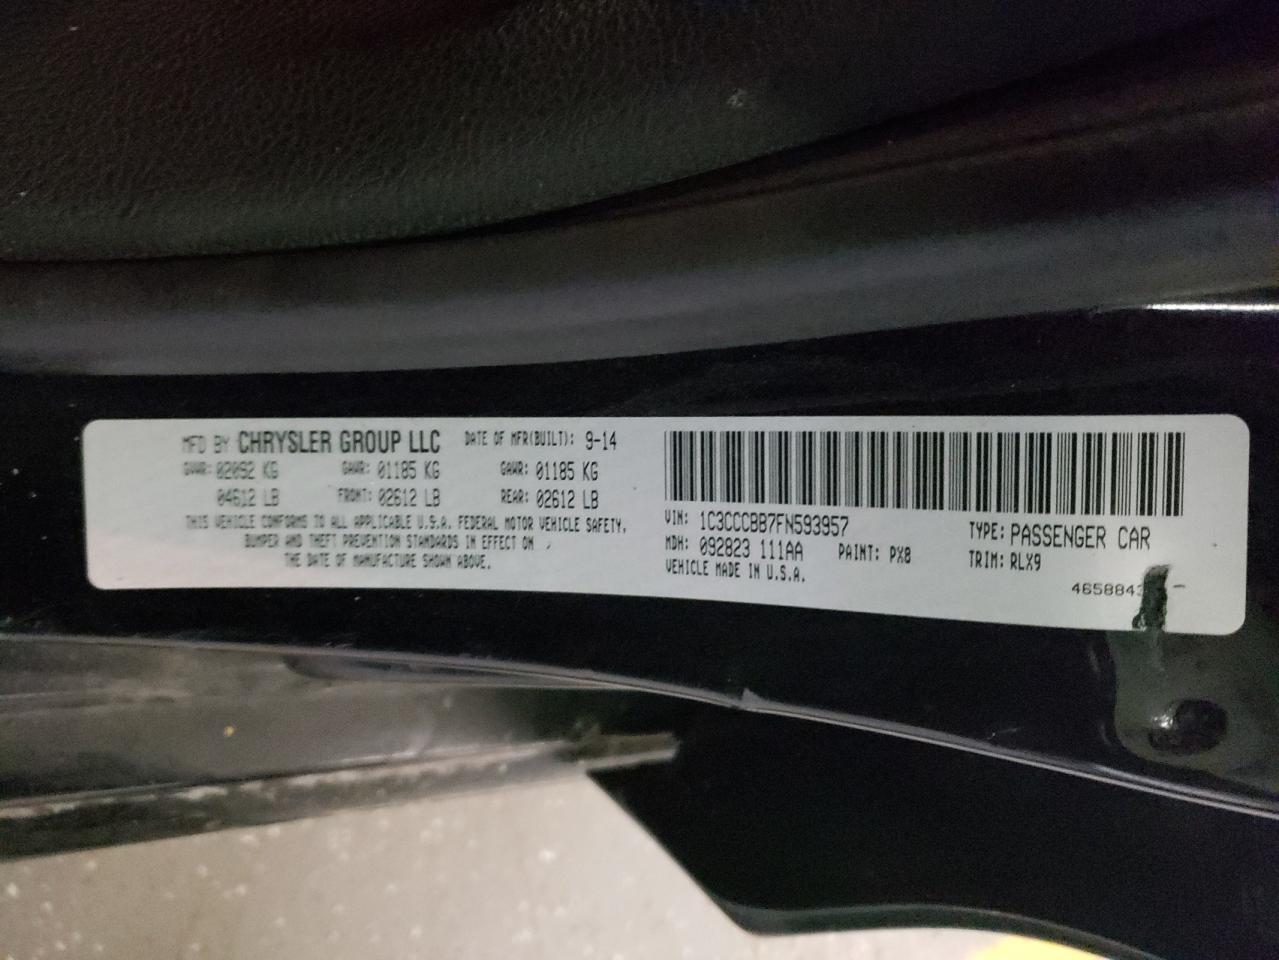 MFD BY CHRYSLER GROUP LLC DATE OF MFR(BUILT): 9-14
GVWR: 02092 KG GAWR: 01185 KG GAWR: 01185 KG
04612 LB FRONT: 02612 LB REAR: 02612 LB
THIS VEHICLE CONFORMS TO ALL APPLICABLE U.S.A. FEDERAL MOTOR VEHICLE SAFETY,
BUMPER AND THEFT PREVENTION STANDARDS IN EFFECT ON
THE DATE OF MANUFACTURE SHOWN ABOVE.
VIN: 1C3CCCBB7FN593957 TYPE: PASSENGER CAR
MDH: 092823 111AA PAINT: PX8 TRIM: RLX9
VEHICLE MADE IN U.S.A.